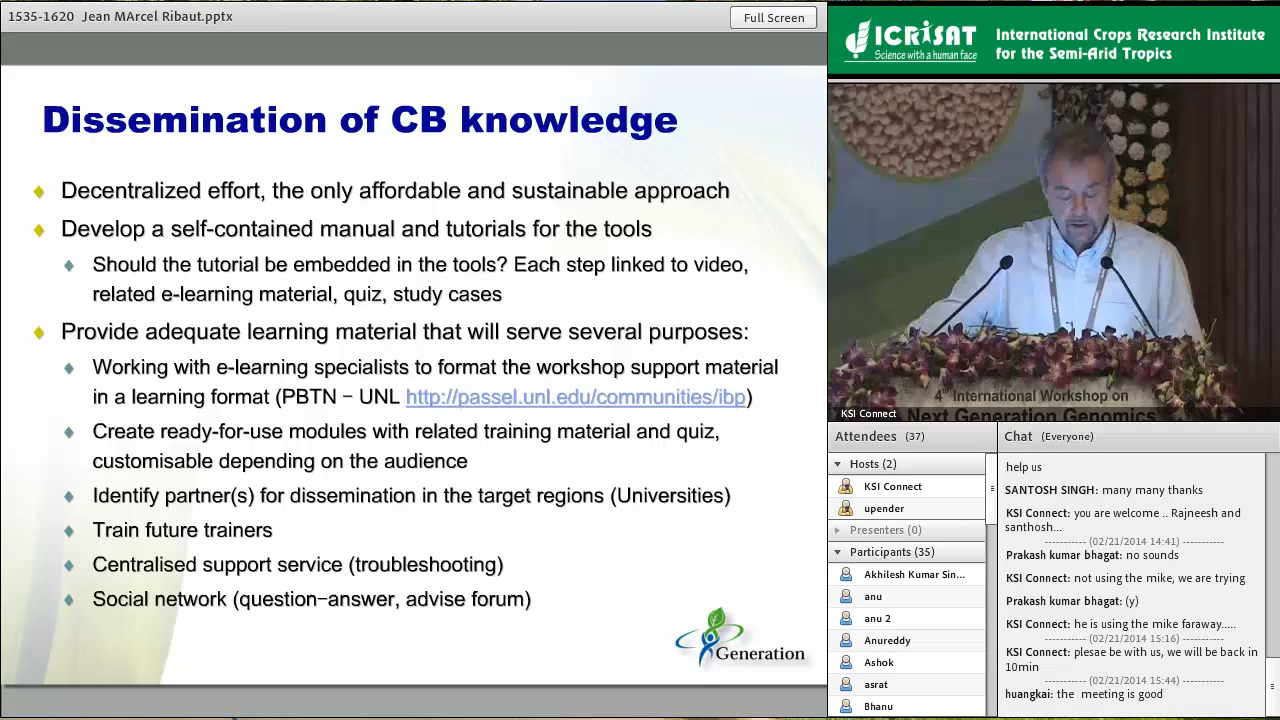 1535-1620 Jean MArcel Ribaut.pptx
Full Screen
Dissemination of CB knowledge
Decentralized effort, the only affordable and sustainable approach
Develop a self-contained manual and tutorials for the tools
Should the tutorial be embedded in the tools? Each step linked to video,
related e-learning material, quiz, study cases
Provide adequate learning material that will serve several purposes:
Working with e-learning specialists to format the workshop support material
in a learning format (PBTN – UNL http://passel.unl.edu/communities/ibp)
Create ready-for-use modules with related training material and quiz,
customisable depending on the audience
Identify partner(s) for dissemination in the target regions (Universities)
Train future trainers
Centralised support service (troubleshooting)
Social network (question–answer, advise forum)
Generation
ICRISAT
Science with a human face
International Crops Research Institute
for the Semi-Arid Tropics
4th International Workshop on
Next Generation Genomics
KSI Connect
Attendees (37)
Hosts (2)
KSI Connect
upender
Presenters (0)
Participants (35)
Akhilesh Kumar Sin...
anu
anu 2
Anureddy
Ashok
asrat
Bhanu
Chat (Everyone)
help us
SANTOSH SINGH: many many thanks
KSI Connect: you are welcome .. Rajneesh and
santhosh...
----------- (02/21/2014 14:41) -----------
Prakash kumar bhagat: no sounds
KSI Connect: not using the mike, we are trying
Prakash kumar bhagat: (y)
KSI Connect: he is using the mike faraway.....
----------- (02/21/2014 15:16) -----------
KSI Connect: plesae be with us, we will be back in
10min
----------- (02/21/2014 15:44) -----------
huangkai: the meeting is good